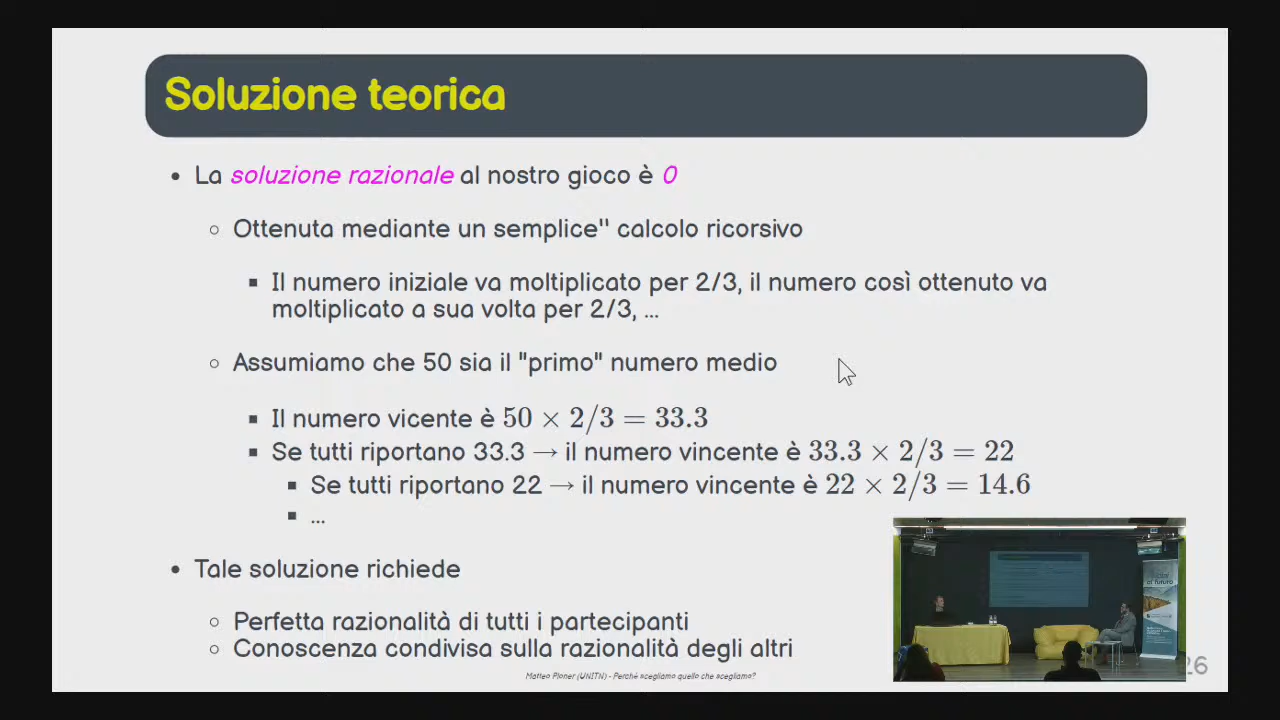 Soluzione teorica
• La soluzione razionale al nostro gioco è 0
○ Ottenuta mediante un semplice" calcolo ricorsivo
▪ Il numero iniziale va moltiplicato per 2/3, il numero così ottenuto va
moltiplicato a sua volta per 2/3, ...
○ Assumiamo che 50 sia il "primo" numero medio
▪ Il numero vicente è 50 × 2/3 = 33.3
▪ Se tutti riportano 33.3 → il numero vincente è 33.3 × 2/3 = 22
▪ Se tutti riportano 22 → il numero vincente è 22 × 2/3 = 14.6
▪ ...
• Tale soluzione richiede
○ Perfetta razionalità di tutti i partecipanti
○ Conoscenza condivisa sulla razionalità degli altri
Matteo Ploner (UNITN) - Perchè scegliamo quello che scegliamo?
26